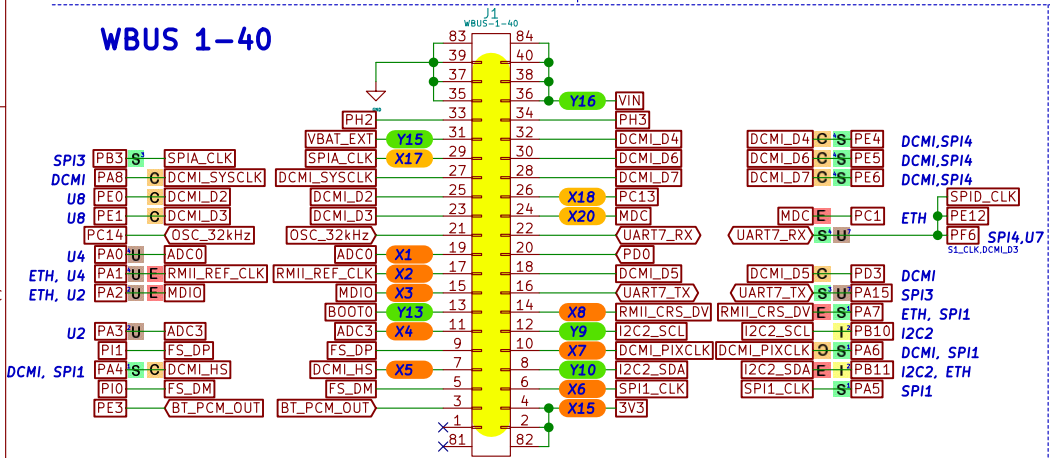 J1
WBUS-1-40
WBUS 1-40
83 84
39 40
37 38
35 36 Y16 VIN
PH2 33 34 PH3
VBAT_EXT Y15 31 32 DCMI_D4 DCMI_D4 C S PE4 DCMI,SPI4
SPI3 PB3 S SPIA_CLK SPIA_CLK X17 29 30 DCMI_D6 DCMI_D6 C S PE5 DCMI,SPI4
DCMI PA8 C DCMI_SYSCLK DCMI_SYSCLK 27 28 DCMI_D7 DCMI_D7 C S PE6 DCMI,SPI4
U8 PE0 C DCMI_D2 DCMI_D2 25 26 X18 PC13 SPID_CLK
U8 PE1 C DCMI_D3 DCMI_D3 23 24 X20 MDC MDC E PC1 ETH PE12
PC14 OSC_32kHz OSC_32kHz 21 22 UART7_RX UART7_RX S U PF6 SPI4,U7
S1_CLK,DCMI_D3
U4 PA0 U ADC0 ADC0 X1 19 20 PD0
ETH, U4 PA1 U E RMII_REF_CLK RMII_REF_CLK X2 17 18 DCMI_D5 DCMI_D5 C PD3 DCMI
ETH, U2 PA2 U E MDIO MDIO X3 15 16 UART7_TX UART7_TX S U PA15 SPI3
BOOT0 Y13 13 14 X8 RMII_CRS_DV RMII_CRS_DV E S PA7 ETH, SPI1
U2 PA3 U ADC3 ADC3 X4 11 12 Y9 I2C2_SCL I2C2_SCL I PB10 I2C2
PI1 FS_DP FS_DP 9 10 X7 DCMI_PIXCLK DCMI_PIXCLK C S PA6 DCMI, SPI1
DCMI, SPI1 PA4 S C DCMI_HS DCMI_HS X5 7 8 Y10 I2C2_SDA I2C2_SDA E I PB11 I2C2, ETH
PI0 FS_DM FS_DM 5 6 X6 SPI1_CLK SPI1_CLK S PA5 SPI1
PE3 BT_PCM_OUT BT_PCM_OUT 3 4 X15 3V3
1 2
81 82